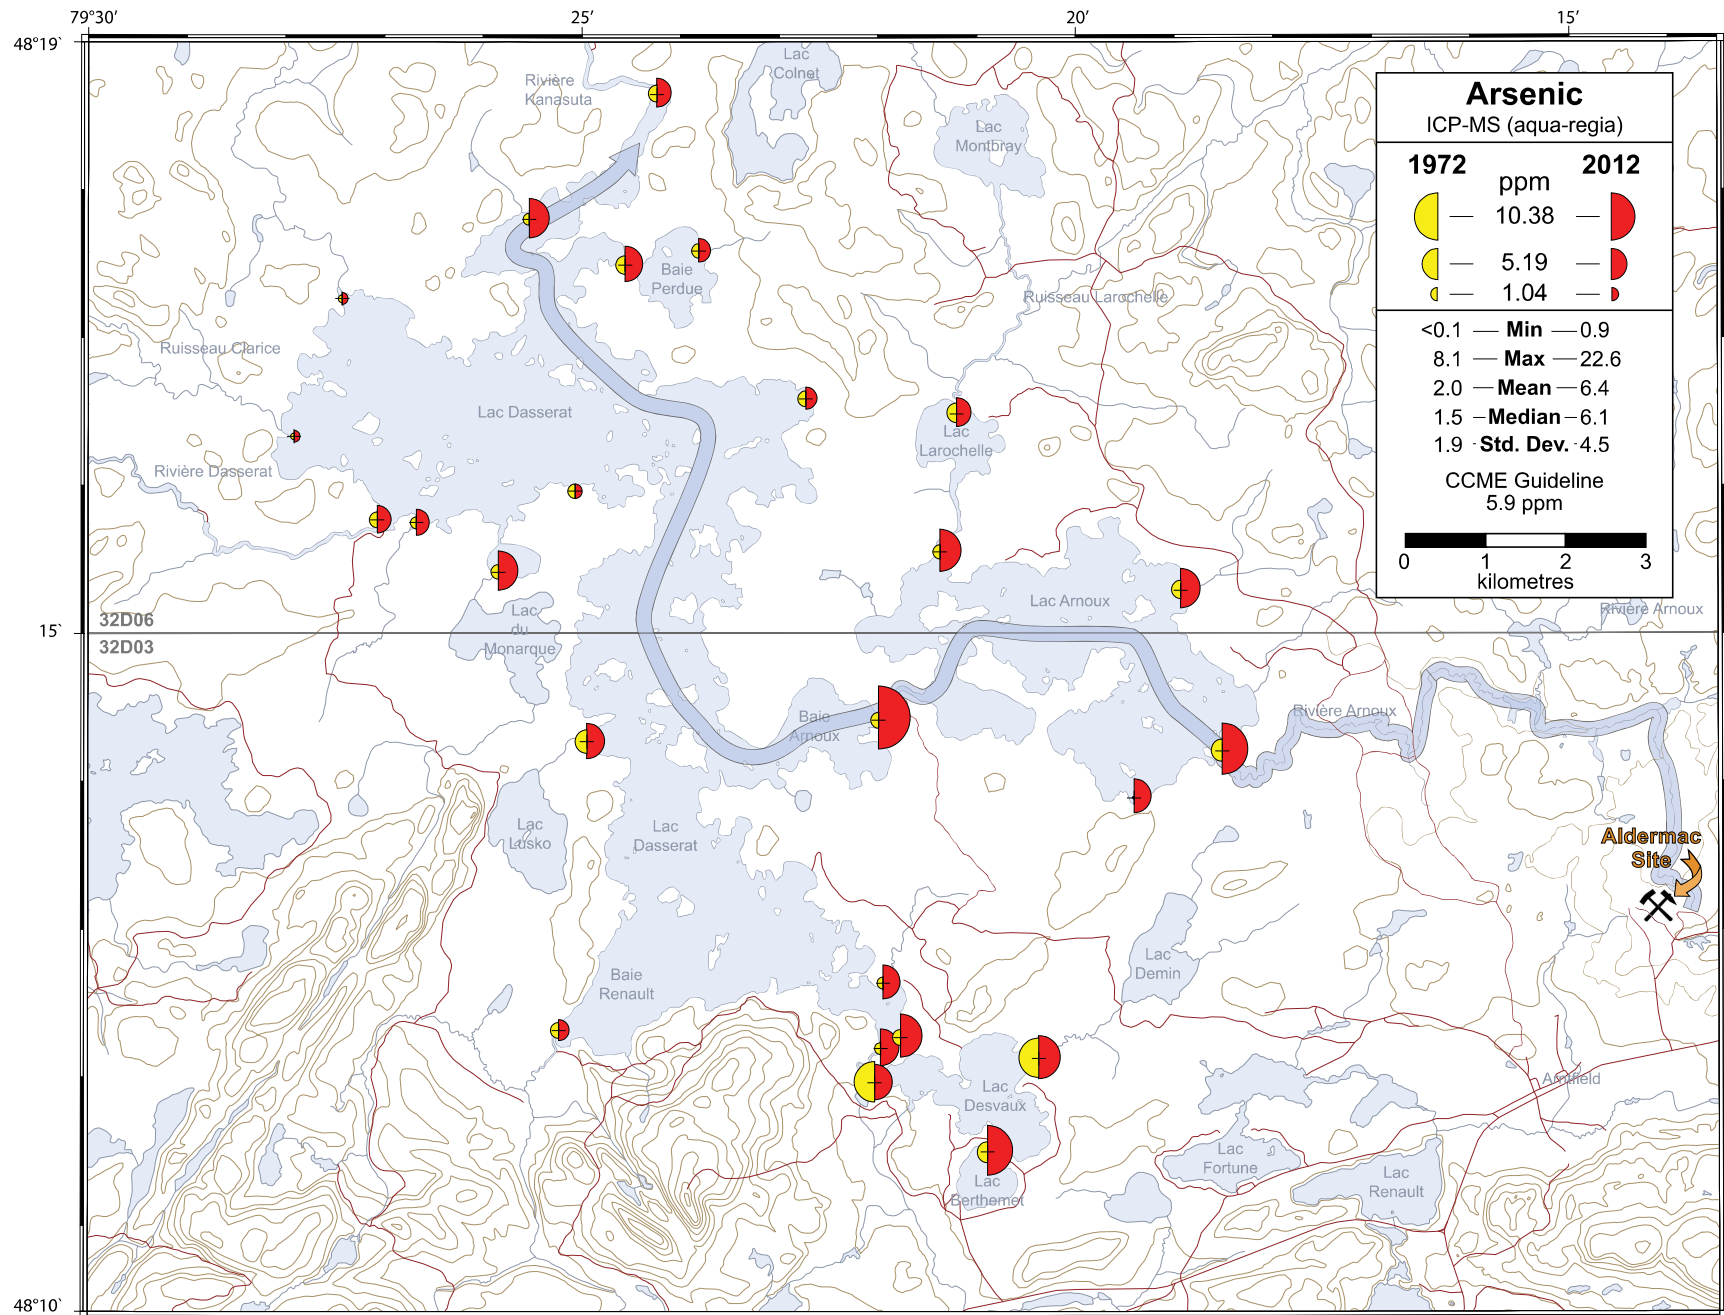 79°30′
25′
20′
15′
48°19`
15`
48°10`
Rivière
Kanasuta
Lac
Colnet
Lac
Montbray
Baie
Perdue
Ruisseau Larochelle
Ruisseau Clarice
Lac Dasserat
Rivière Dasserat
Lac
Larochelle
Lac Arnoux
Rivière Arnoux
32D06
32D03
Lac
du
Monarque
Baie
Arnoux
Rivière Arnoux
Lac
Lusko
Lac
Dasserat
Aldermac
Site
Baie
Renault
Lac
Demin
Lac
Desvaux
Arntfield
Lac
Fortune
Lac
Renault
Lac
Berthemet
Arsenic
ICP-MS (aqua-regia)
1972 ppm 2012
10.38
5.19
1.04
<0.1 Min 0.9
8.1 Max 22.6
2.0 Mean 6.4
1.5 Median 6.1
1.9 Std. Dev. 4.5
CCME Guideline
5.9 ppm
0 1 2 3
kilometres